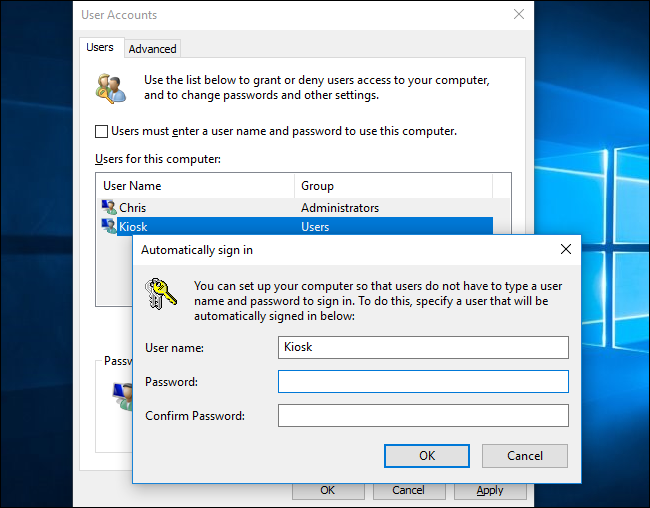 User Accounts
Users
Advanced
Use the list below to grant or deny users access to your computer,
and to change passwords and other settings.
Users must enter a user name and password to use this computer.
Users for this computer:
User Name
Group
Chris
Administrators
Kiosk
Users
Automatically sign in
You can set up your computer so that users do not have to type a user
name and password to sign in. To do this, specify a user that will be
automatically signed in below:
User name:
Kiosk
Password:
Confirm Password:
OK
Cancel
OK
Cancel
Apply